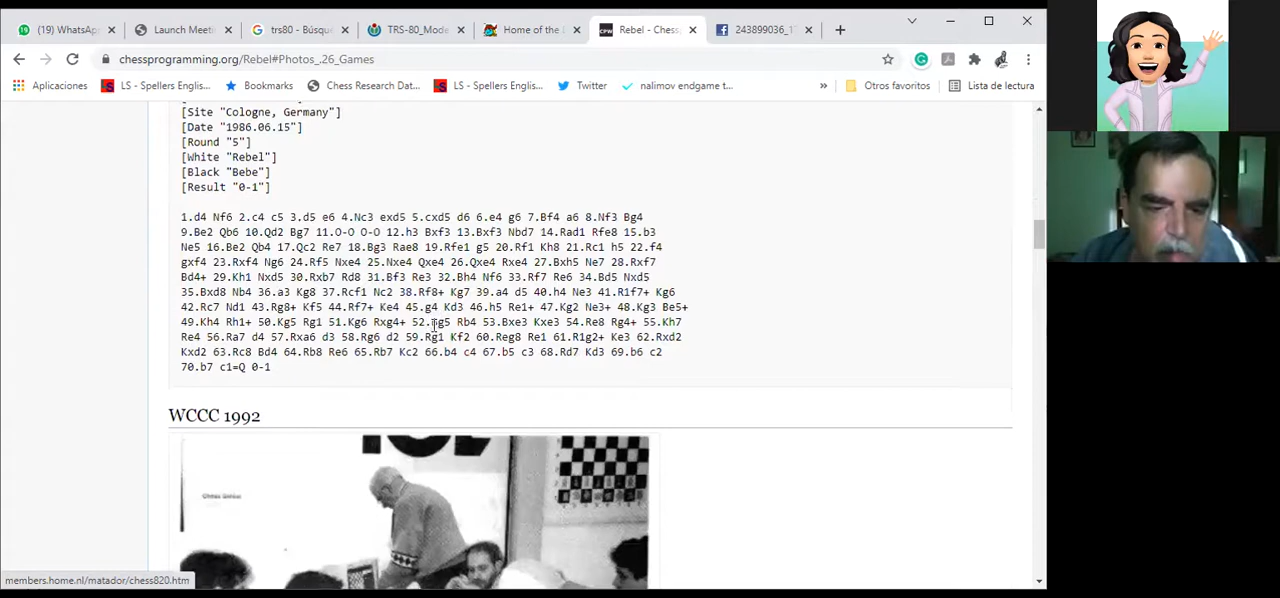 (19) WhatsApp
Launch Meeti
trs80 - Búsqu
TRS-80_Mode
Home of the
Rebel - Chess
243899036_1
chessprogramming.org/Rebel#Photos_.26_Games
Aplicaciones
LS - Spellers Englis...
Bookmarks
Chess Research Dat...
LS - Spellers Englis...
Twitter
nalimov endgame t...
»
Otros favoritos
Lista de lectura
[Site "Cologne, Germany"]
[Date "1986.06.15"]
[Round "5"]
[White "Rebel"]
[Black "Bebe"]
[Result "0-1"]
1.d4 Nf6 2.c4 c5 3.d5 e6 4.Nc3 exd5 5.cxd5 d6 6.e4 g6 7.Bf4 a6 8.Nf3 Bg4
9.Be2 Qb6 10.Qd2 Bg7 11.O-O O-O 12.h3 Bxf3 13.Bxf3 Nbd7 14.Rad1 Rfe8 15.b3
Ne5 16.Be2 Qb4 17.Qc2 Re7 18.Bg3 Rae8 19.Rfe1 g5 20.Rf1 Kh8 21.Rc1 h5 22.f4
gxf4 23.Rxf4 Ng6 24.Rf5 Nxe4 25.Nxe4 Qxe4 26.Qxe4 Rxe4 27.Bxh5 Ne7 28.Rxf7
Bd4+ 29.Kh1 Nxd5 30.Rxb7 Rd8 31.Bf3 Re3 32.Bh4 Nf6 33.Rf7 Re6 34.Bd5 Nxd5
35.Bxd8 Nb4 36.a3 Kg8 37.Rcf1 Nc2 38.Rf8+ Kg7 39.a4 d5 40.h4 Ne3 41.R1f7+ Kg6
42.Rc7 Nd1 43.Rg8+ Kf5 44.Rf7+ Ke4 45.g4 Kd3 46.h5 Re1+ 47.Kg2 Ne3+ 48.Kg3 Be5+
49.Kh4 Rh1+ 50.Kg5 Rg1 51.Kg6 Rxg4+ 52. Rb4 53.Bxe3 Kxe3 54.Re8 Rg4+ 55.Kh7
Re4 56.Ra7 d4 57.Rxa6 d3 58.Rg6 d2 59.Rg1 Kf2 60.Reg8 Re1 61.R1g2+ Ke3 62.Rxd2
Kxd2 63.Rc8 Bd4 64.Rb8 Re6 65.Rb7 Kc2 66.b4 c4 67.b5 c3 68.Rd7 Kd3 69.b6 c2
70.b7 c1=Q 0-1
WCCC 1992
members.home.nl/matador/chess820.htm